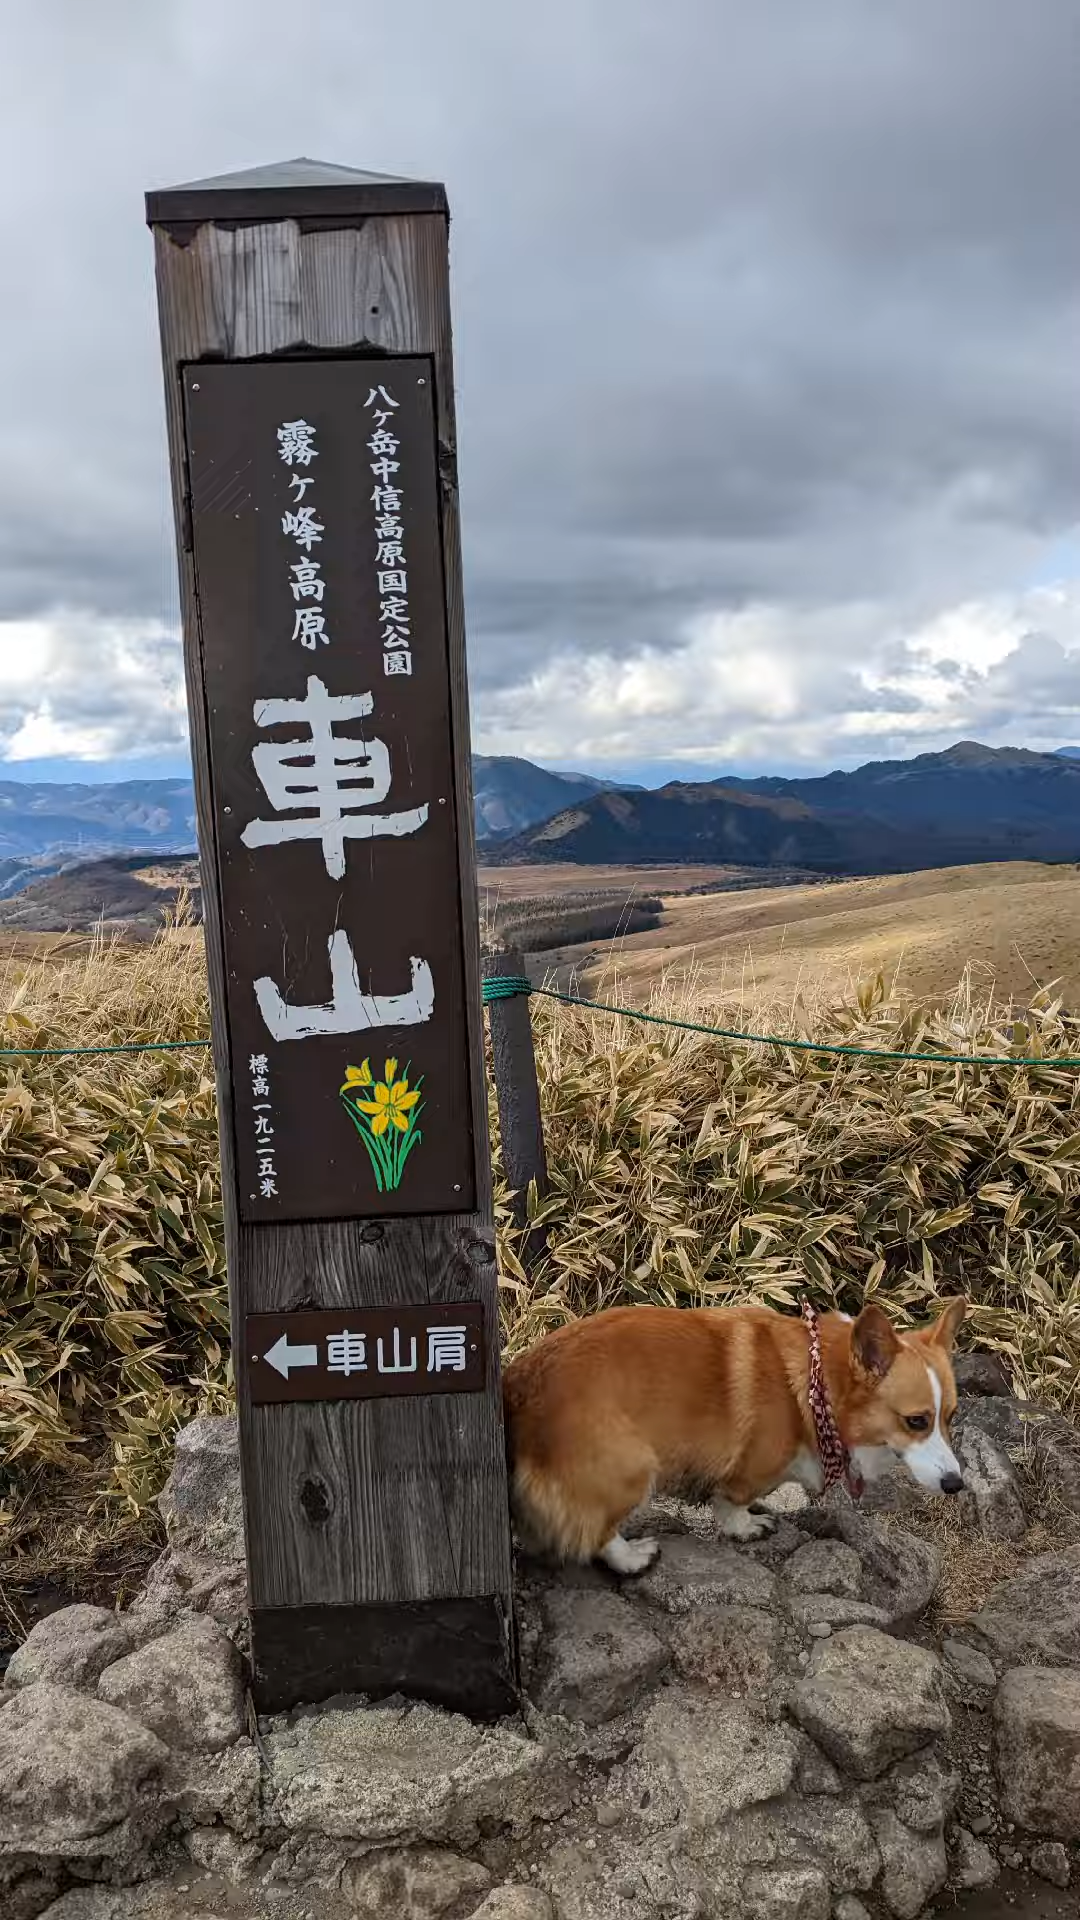 八ヶ岳中信高原国定公園
霧ヶ峰高原
車山
標高一九二五米
←車山肩